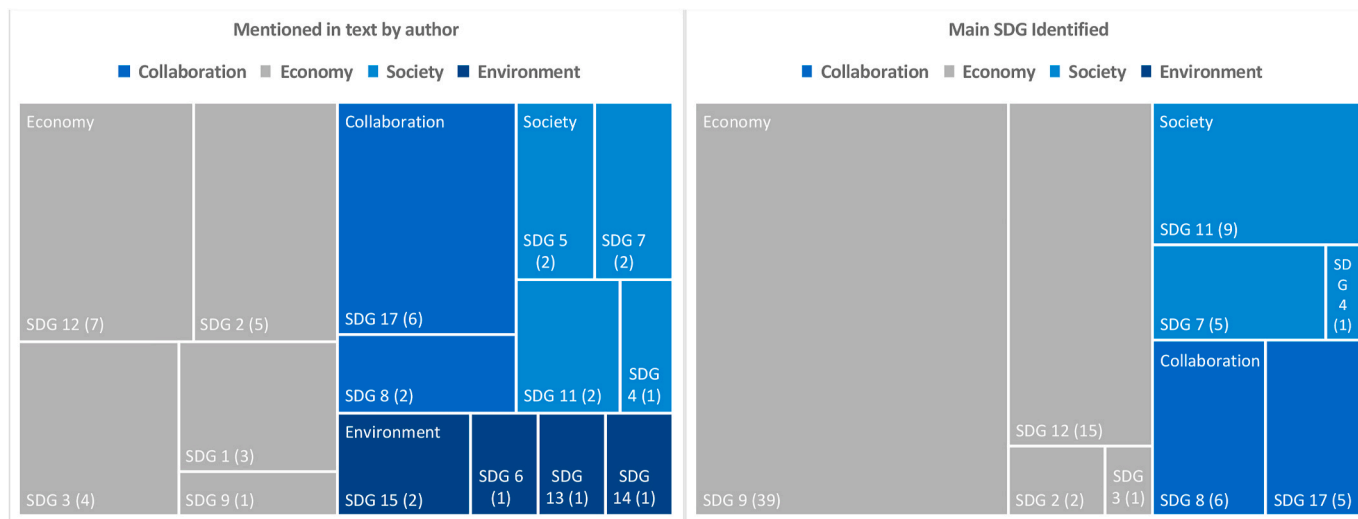 Mentioned in text by author
Collaboration Economy Society Environment
Economy
SDG 12 (7)
SDG 2 (5)
SDG 3 (4)
SDG 1 (3)
SDG 9 (1)
Collaboration
SDG 17 (6)
SDG 8 (2)
Society
SDG 5
(2)
SDG 7
(2)
SDG 11 (2)
SDG
4 (1)
Environment
SDG 15 (2)
SDG 6
(1)
SDG
13 (1)
SDG
14 (1)
Main SDG Identified
Collaboration Economy Society Environment
Economy
SDG 9 (39)
SDG 12 (15)
SDG 2 (2)
SDG
3 (1)
Society
SDG 11 (9)
SDG 7 (5)
SD
G
4
(1)
Collaboration
SDG 8 (6)
SDG 17 (5)